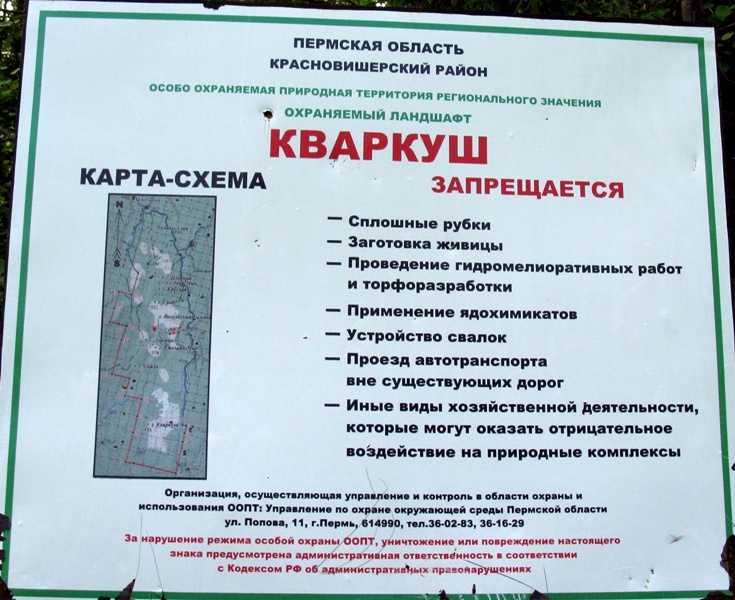 ПЕРМСКАЯ ОБЛАСТЬ
КРАСНОВИШЕРСКИЙ РАЙОН
ОСОБО ОХРАНЯЕМАЯ ПРИРОДНАЯ ТЕРРИТОРИЯ РЕГИОНАЛЬНОГО ЗНАЧЕНИЯ
ОХРАНЯЕМЫЙ ЛАНДШАФТ
КВАРКУШ
КАРТА-СХЕМА
N
S
ЗАПРЕЩАЕТСЯ
— Сплошные рубки
— Заготовка живицы
— Проведение гидромелиоративных работ
и торфоразработки
— Применение ядохимикатов
— Устройство свалок
— Проезд автотранспорта
вне существующих дорог
— Иные виды хозяйственной деятельности,
которые могут оказать отрицательное
воздействие на природные комплексы
Организация, осуществляющая управление и контроль в области охраны и
использования ООПТ: Управление по охране окружающей среды Пермской области
ул. Попова, 11, г.Пермь, 614990, тел.36-02-83, 36-16-29
За нарушение режима особой охраны ООПТ, уничтожение или повреждение настоящего
знака предусмотрена административная ответственность в соответствии
с Кодексом РФ об административных правонарушениях